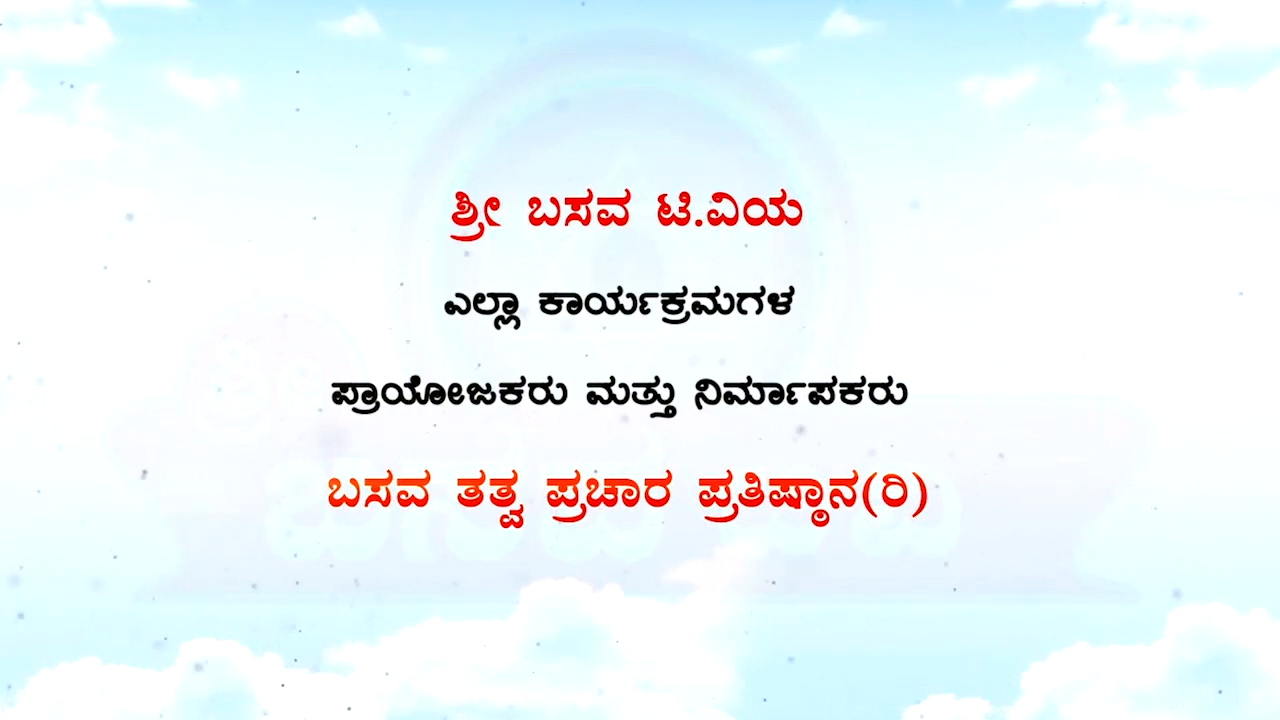 ಶ್ರೀ ಬಸವ ಟಿ.ವಿಯ
ಎಲ್ಲಾ ಕಾರ್ಯಕ್ರಮಗಳ
ಪ್ರಾಯೋಜಕರು ಮತ್ತು ನಿರ್ಮಾಪಕರು
ಬಸವ ತತ್ವ ಪ್ರಚಾರ ಪ್ರತಿಷ್ಠಾನ(ರಿ)